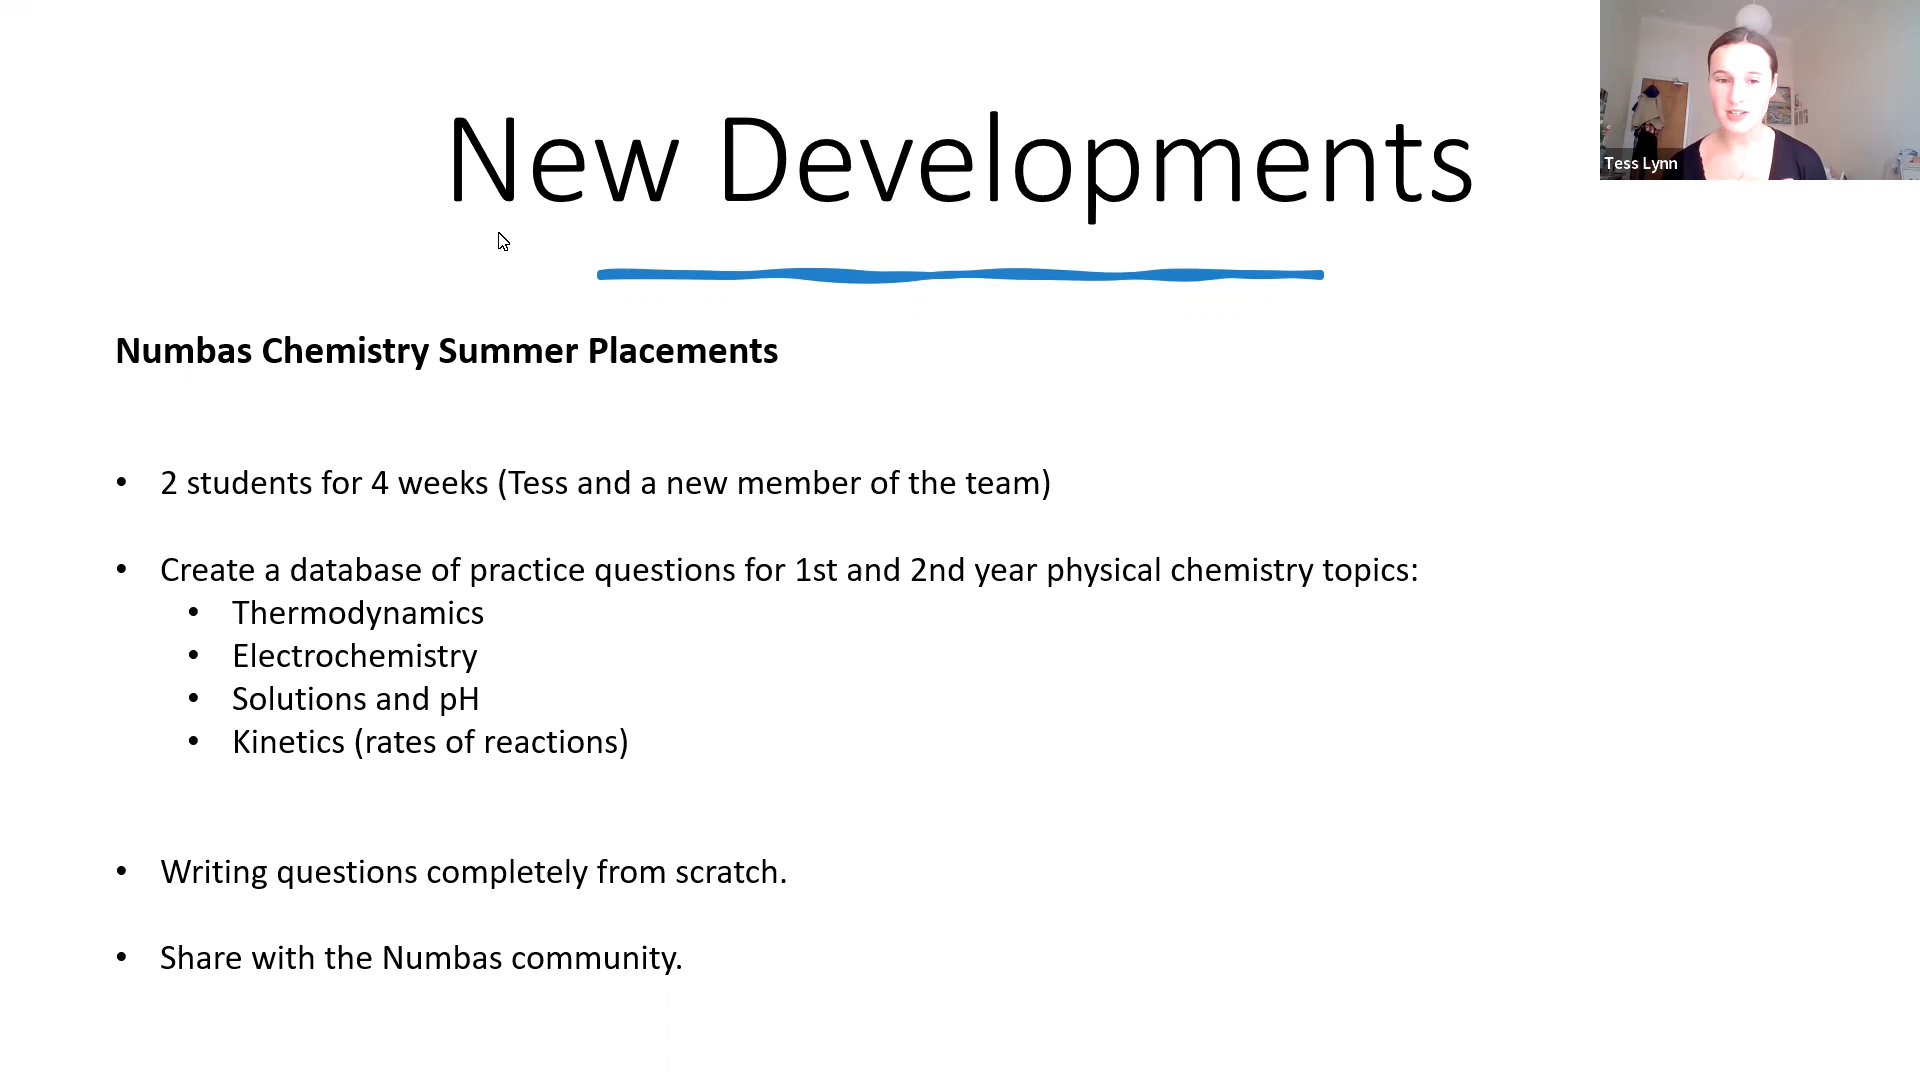 New Developments
Tess Lynn
Numbas Chemistry Summer Placements
• 2 students for 4 weeks (Tess and a new member of the team)
• Create a database of practice questions for 1st and 2nd year physical chemistry topics:
• Thermodynamics
• Electrochemistry
• Solutions and pH
• Kinetics (rates of reactions)
• Writing questions completely from scratch.
• Share with the Numbas community.